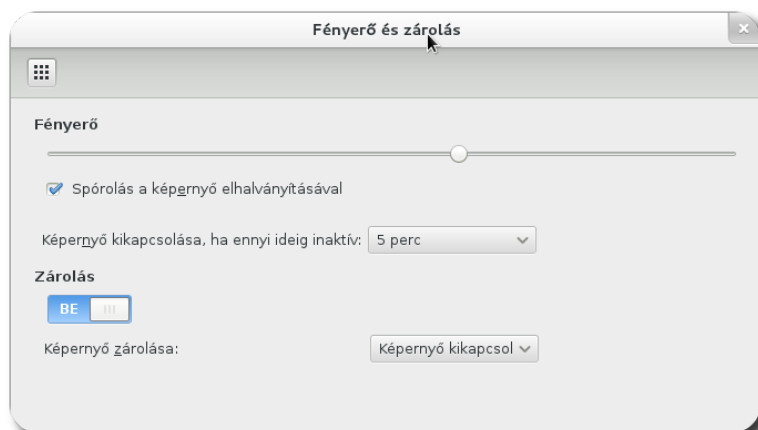 Fényerő és zárolás
Fényerő
Spórolás a képernyő elhalványításával
Képernyő kikapcsolása, ha ennyi ideig inaktív: 5 perc
Zárolás
BE
Képernyő zárolása: Képernyő kikapcsol